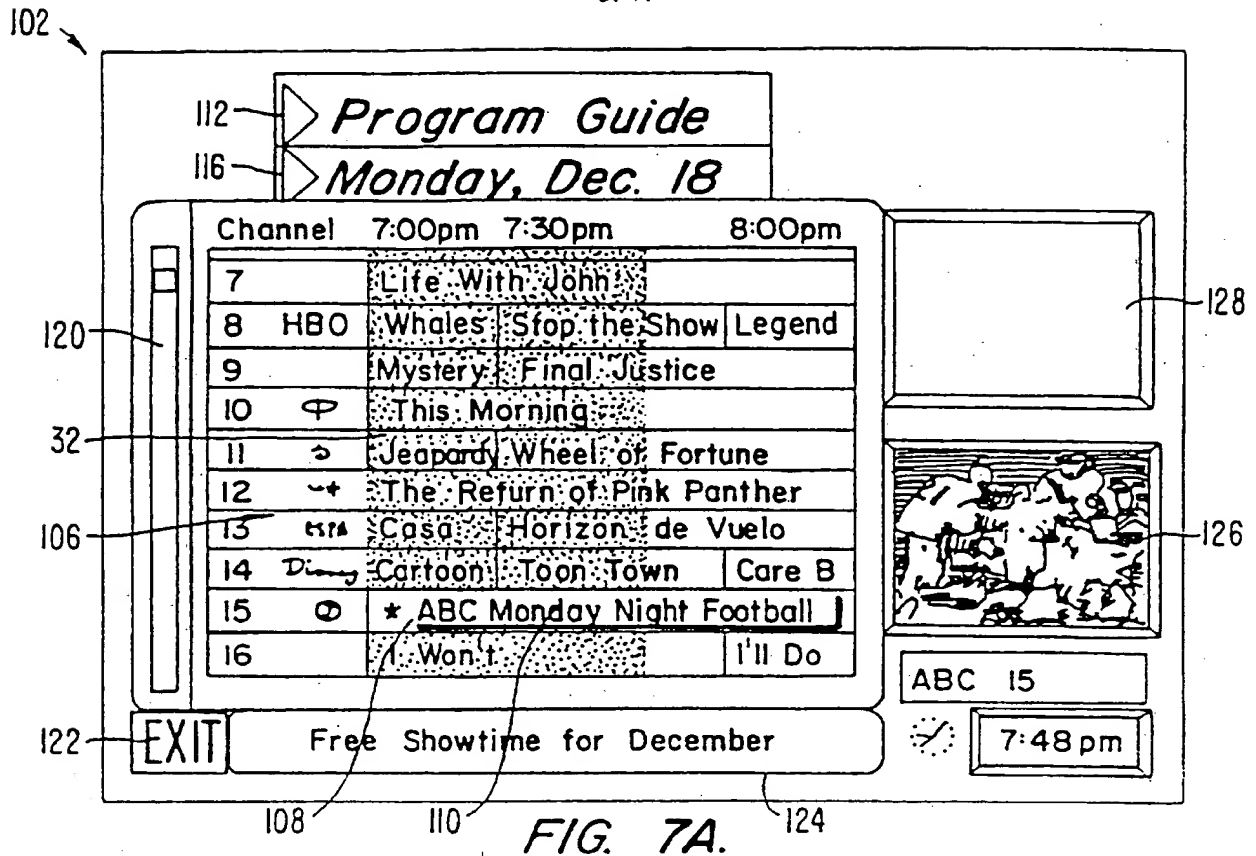 102
112 Program Guide
116 Monday, Dec. 18
Channel 7:00pm 7:30pm 8:00pm
7 Life With John
8 HBO Whales Stop the Show Legend
9 Mystery Final Justice
10 This Morning
32
11 Jeopardy Wheel of Fortune
12 The Return of Pink Panther
13 Casa Horizon de Vuelo
14 Disney Cartoon Toon Town Care B
15 * ABC Monday Night Football
16 I Won't I'll Do
120
106
128
126
ABC 15
122 EXIT Free Showtime for December 7:48 pm
108 110 124
FIG. 7A.